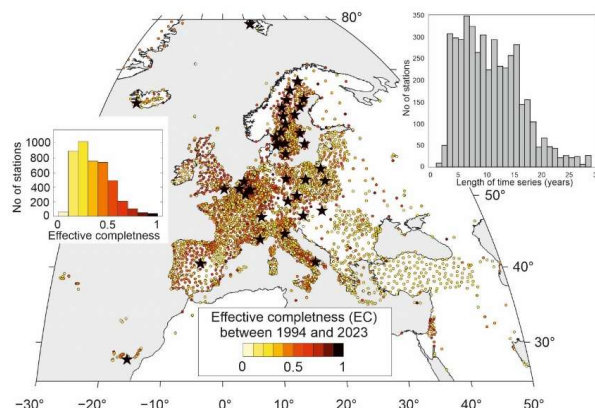 80°
350
300
250
200
150
100
50
0
No of stations
0 5 10 15 20 25 3
Length of time series (years)
1000
800
600
400
200
0
No of stations
0 0.5 1
Effective completness
50°
40°
30°
Effective completness (EC)
between 1994 and 2023
0 0.5 1
−30° −20° −10° 0° 10° 20° 30° 40° 50°